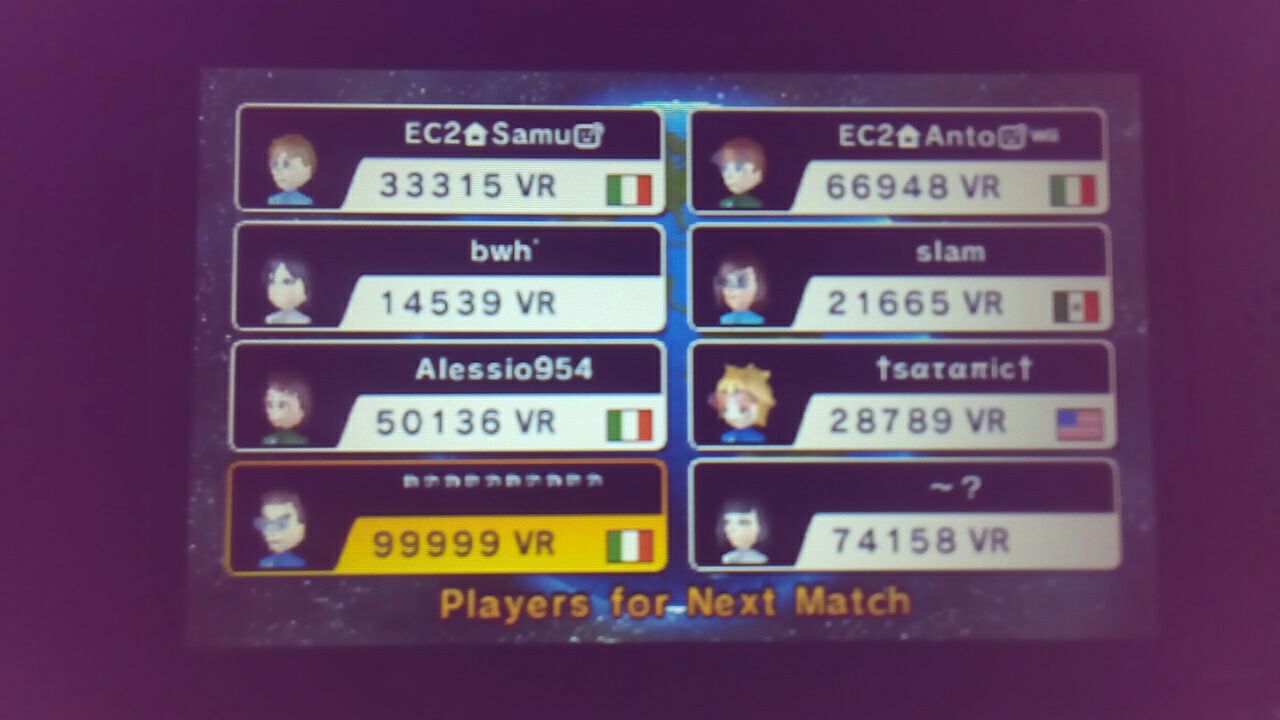 EC2 Samu
33315 VR
EC2 Anto Wii
66948 VR
bwh
14539 VR
slam
21665 VR
Alessio954
50136 VR
†sαταπic†
28789 VR
99999 VR
~?
74158 VR
Players for Next Match